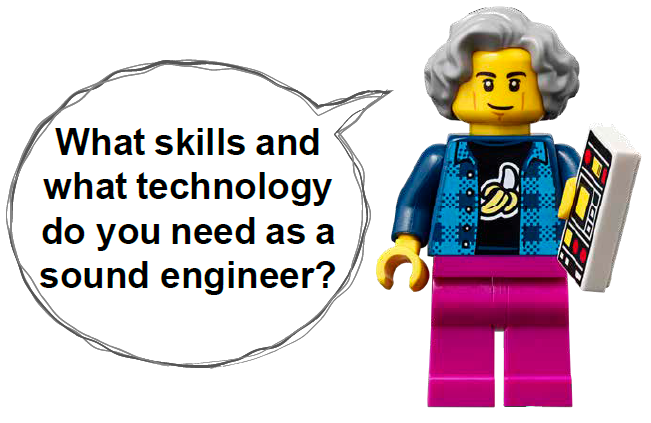 What skills and
what technology
do you need as a
sound engineer?